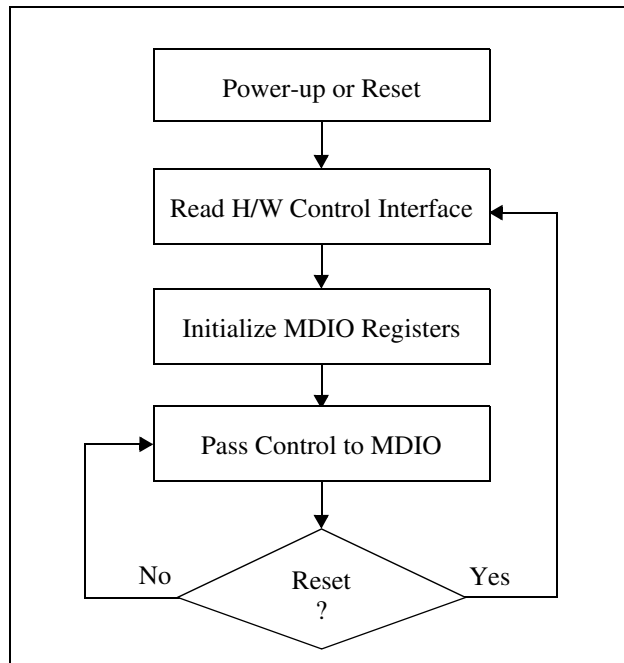 Power-up or Reset
Read H/W Control Interface
Initialize MDIO Registers
Pass Control to MDIO
No
Reset
?
Yes